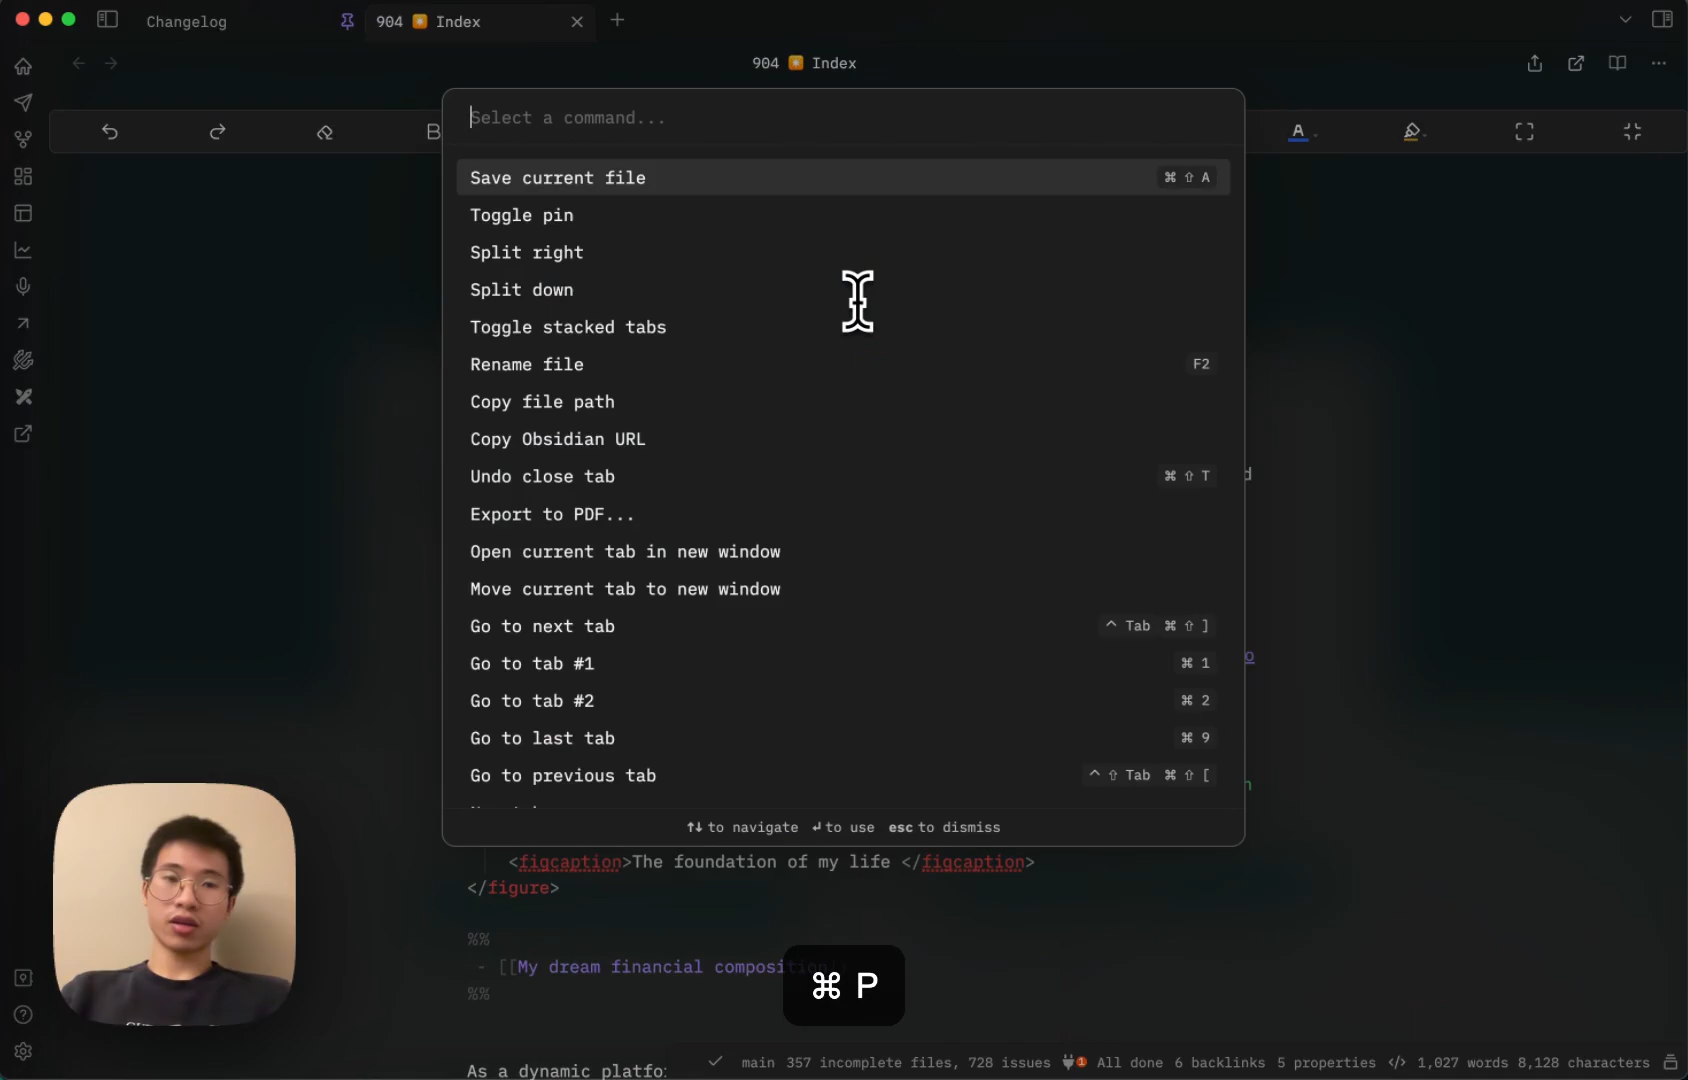 Changelog
904 Index
904 Index
B
A
Select a command...
Save current file ⌘ ⇧ A
Toggle pin
Split right
Split down
Toggle stacked tabs
Rename file F2
Copy file path
Copy Obsidian URL
Undo close tab ⌘ ⇧ T
Export to PDF...
Open current tab in new window
Move current tab to new window
Go to next tab ^ Tab ⌘ ⇧ ]
Go to tab #1 ⌘ 1
Go to tab #2 ⌘ 2
Go to last tab ⌘ 9
Go to previous tab ^ ⇧ Tab ⌘ ⇧ [
↑↓ to navigate ↵ to use esc to dismiss
<figcaption>The foundation of my life </figcaption>
</figure>
%%
- [[My dream financial composition
%%
⌘ P
As a dynamic platfo
main 357 incomplete files, 728 issues 1 All done 6 backlinks 5 properties </> 1,027 words 8,128 characters